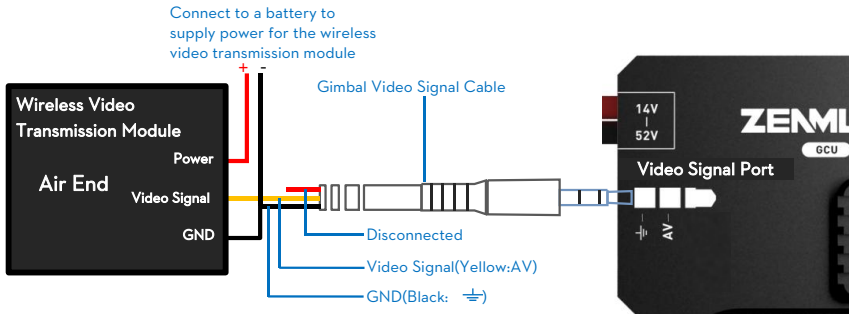 Connect to a battery to
supply power for the wireless
video transmission module
+ -
Gimbal Video Signal Cable
Wireless Video
Transmission Module
Power
Air End
Video Signal
GND
Disconnected
Video Signal(Yellow:AV)
GND(Black: ⏚)
14V
52V
ZENMU
GCU
Video Signal Port
⏚
AV